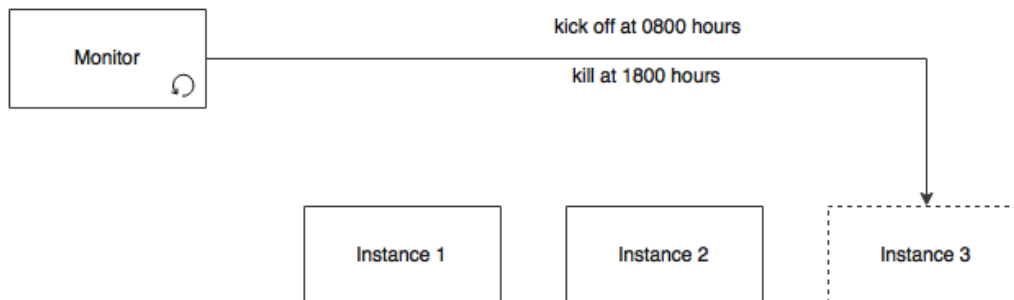 kick off at 0800 hours
Monitor
kill at 1800 hours
Instance 1
Instance 2
Instance 3